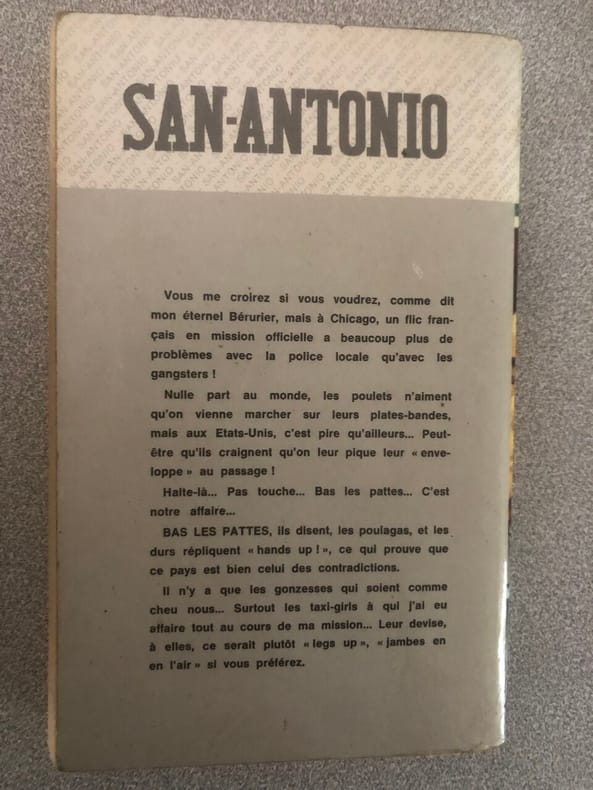 SAN-ANTONIO
Vous me croirez si vous voudrez, comme dit
mon éternel Bérurier, mais à Chicago, un flic fran-
çais en mission officielle a beaucoup plus de
problèmes avec la police locale qu'avec les
gangsters !
Nulle part au monde, les poulets n'aiment
qu'on vienne marcher sur leurs plates-bandes,
mais aux Etats-Unis, c'est pire qu'ailleurs... Peut-
être qu'ils craignent qu'on leur pique leur « enve-
loppe » au passage !
Halte-là... Pas touche... Bas les pattes... C'est
notre affaire...
BAS LES PATTES, ils disent, les poulagas, et les
durs répliquent « hands up ! », ce qui prouve que
ce pays est bien celui des contradictions.
Il n'y a que les gonzesses qui soient comme
cheu nous... Surtout les taxi-girls à qui j'ai eu
affaire tout au cours de ma mission... Leur devise,
à elles, ce serait plutôt « legs up », « jambes en
en l'air » si vous préférez.